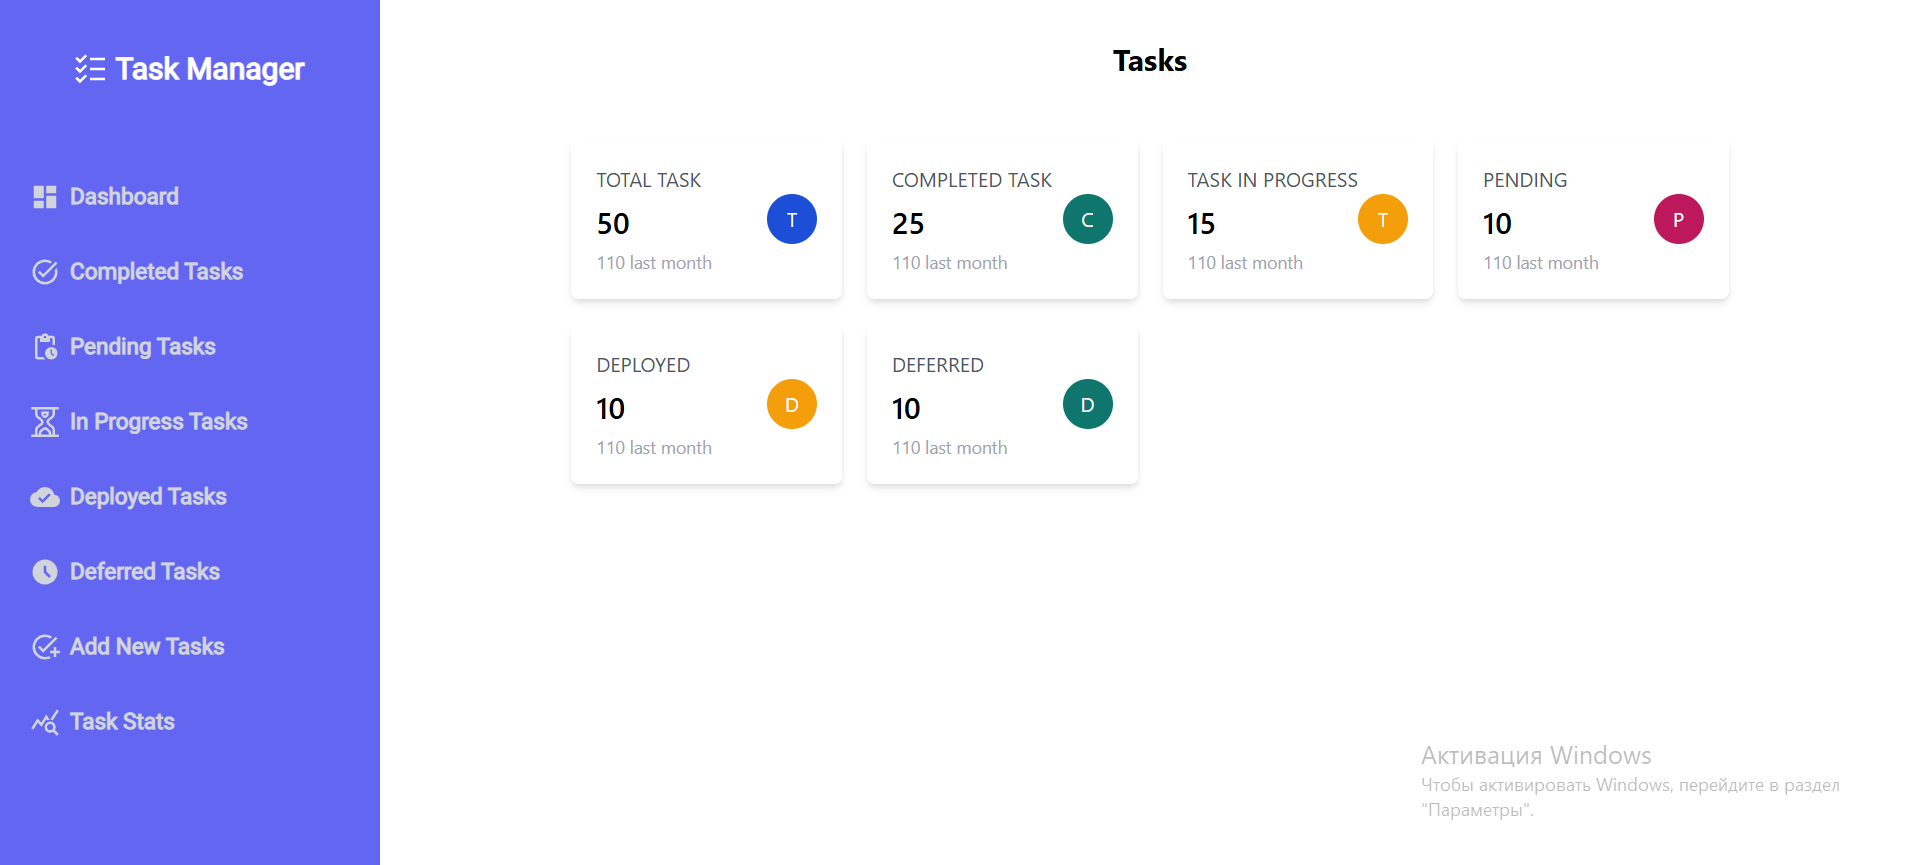 Task Manager
Dashboard
Completed Tasks
Pending Tasks
In Progress Tasks
Deployed Tasks
Deferred Tasks
Add New Tasks
Task Stats
Tasks
TOTAL TASK
50
T
110 last month
COMPLETED TASK
25
C
110 last month
TASK IN PROGRESS
15
T
110 last month
PENDING
10
P
110 last month
DEPLOYED
10
D
110 last month
DEFERRED
10
D
110 last month
Активация Windows
Чтобы активировать Windows, перейдите в раздел
"Параметры".